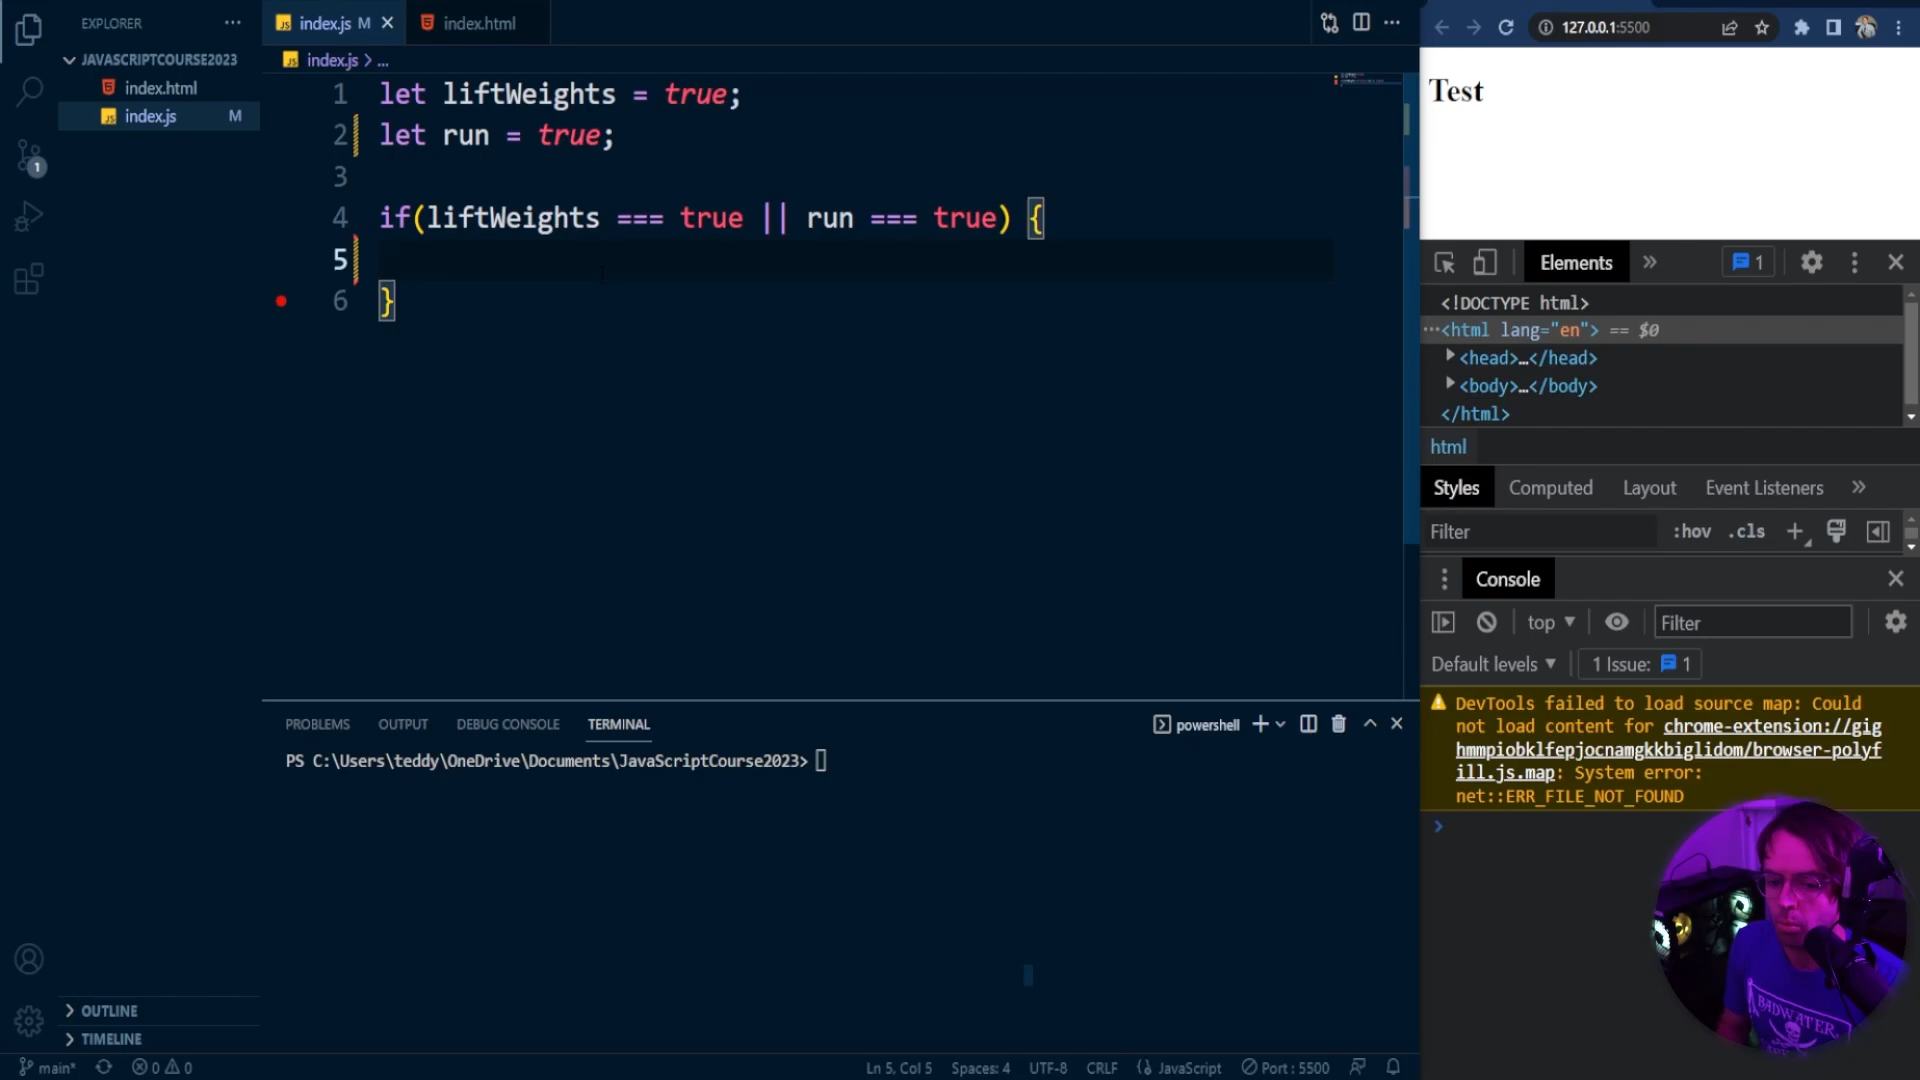 EXPLORER
JAVASCRIPTCOURSE2023
index.html
index.js M
OUTLINE
TIMELINE
index.js M
index.html
index.js > ...
1 let liftWeights = true;
2 let run = true;
3
4 if(liftWeights === true || run === true) {
5
6 }
PROBLEMS OUTPUT DEBUG CONSOLE TERMINAL
powershell
PS C:\Users\teddy\OneDrive\Documents\JavaScriptCourse2023>
1
main* 0 0
Ln 5, Col 5 Spaces: 4 UTF-8 CRLF JavaScript Port : 5500
127.0.0.1:5500
Test
Elements 1
<!DOCTYPE html>
<html lang="en"> == $0
<head>…</head>
<body>…</body>
</html>
html
Styles Computed Layout Event Listeners
Filter :hov .cls
Console
top Filter
Default levels 1 Issue: 1
DevTools failed to load source map: Could
not load content for chrome-extension://gig
hmmpiobklfepjocnamgkkbiglidom/browser-polyf
ill.js.map: System error:
net::ERR_FILE_NOT_FOUND
BADWATER